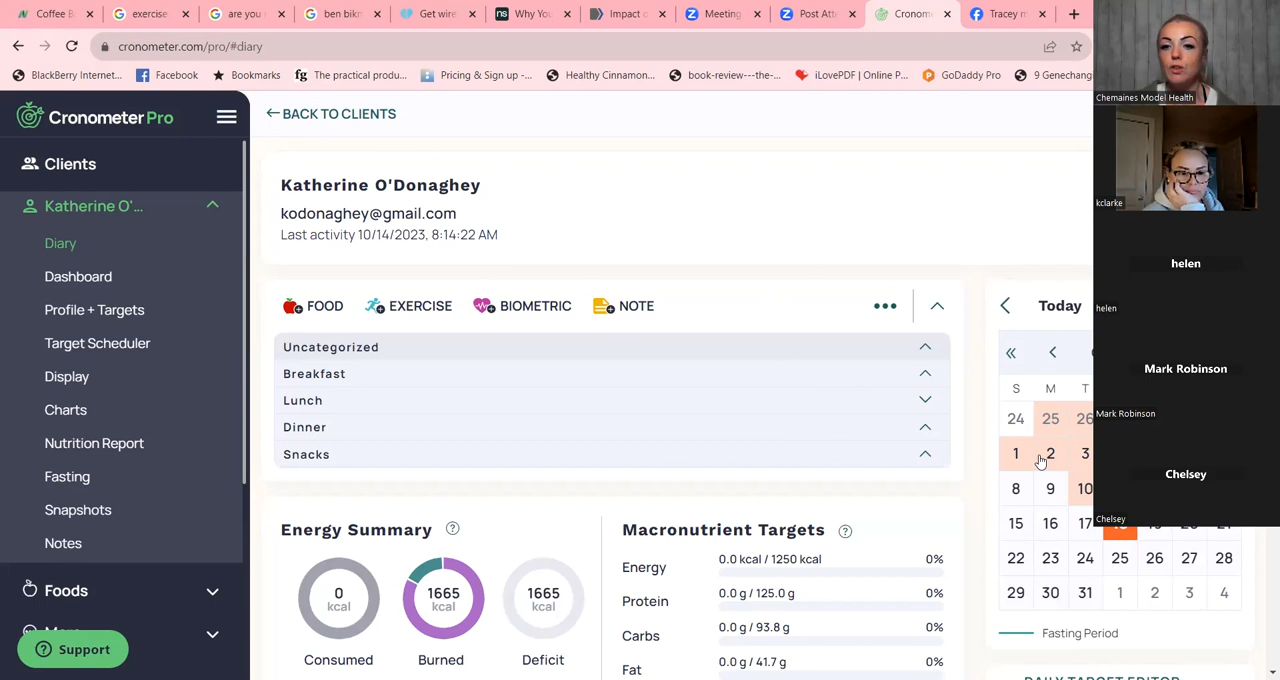 Coffee B
exercise
are you
ben bikm
Get wire
Why You
Impact o
Meeting
Post Att
Cronom
Tracey m
cronometer.com/pro/#diary
BlackBerry Internet...
Facebook
Bookmarks
The practical produ...
Pricing & Sign up -...
Healthy Cinnamon...
book-review--the-...
iLovePDF | Online P...
GoDaddy Pro
9 Genechang
Chemaines Model Health
kclarke
helen
helen
Mark Robinson
Mark Robinson
Chelsey
Chelsey
Cronometer Pro
Clients
Katherine O'...
Diary
Dashboard
Profile + Targets
Target Scheduler
Display
Charts
Nutrition Report
Fasting
Snapshots
Notes
Foods
Support
BACK TO CLIENTS
Katherine O'Donaghey
kodonaghey@gmail.com
Last activity 10/14/2023, 8:14:22 AM
FOOD EXERCISE BIOMETRIC NOTE
Uncategorized
Breakfast
Lunch
Dinner
Snacks
Energy Summary
0 kcal
1665 kcal
1665 kcal
Consumed Burned Deficit
Macronutrient Targets
Energy 0.0 kcal / 1250 kcal 0%
Protein 0.0 g / 125.0 g 0%
Carbs 0.0 g / 93.8 g 0%
Fat 0.0 g / 41.7 g 0%
Today
S M T
24 25 26
1 2 3
8 9 10
15 16 17
22 23 24 25 26 27 28
29 30 31 1 2 3 4
Fasting Period
DAILY TARGET EDITOR